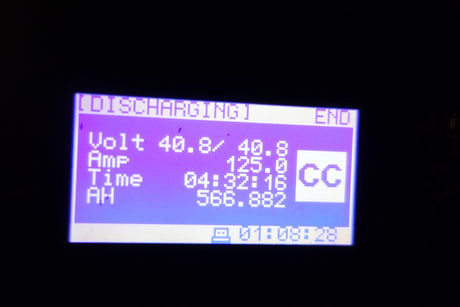 [DISCHARGING] END
Volt 40.8/ 40.8
Amp 125.0
Time 04:32:16
AH 566.882
CC
01:08:28